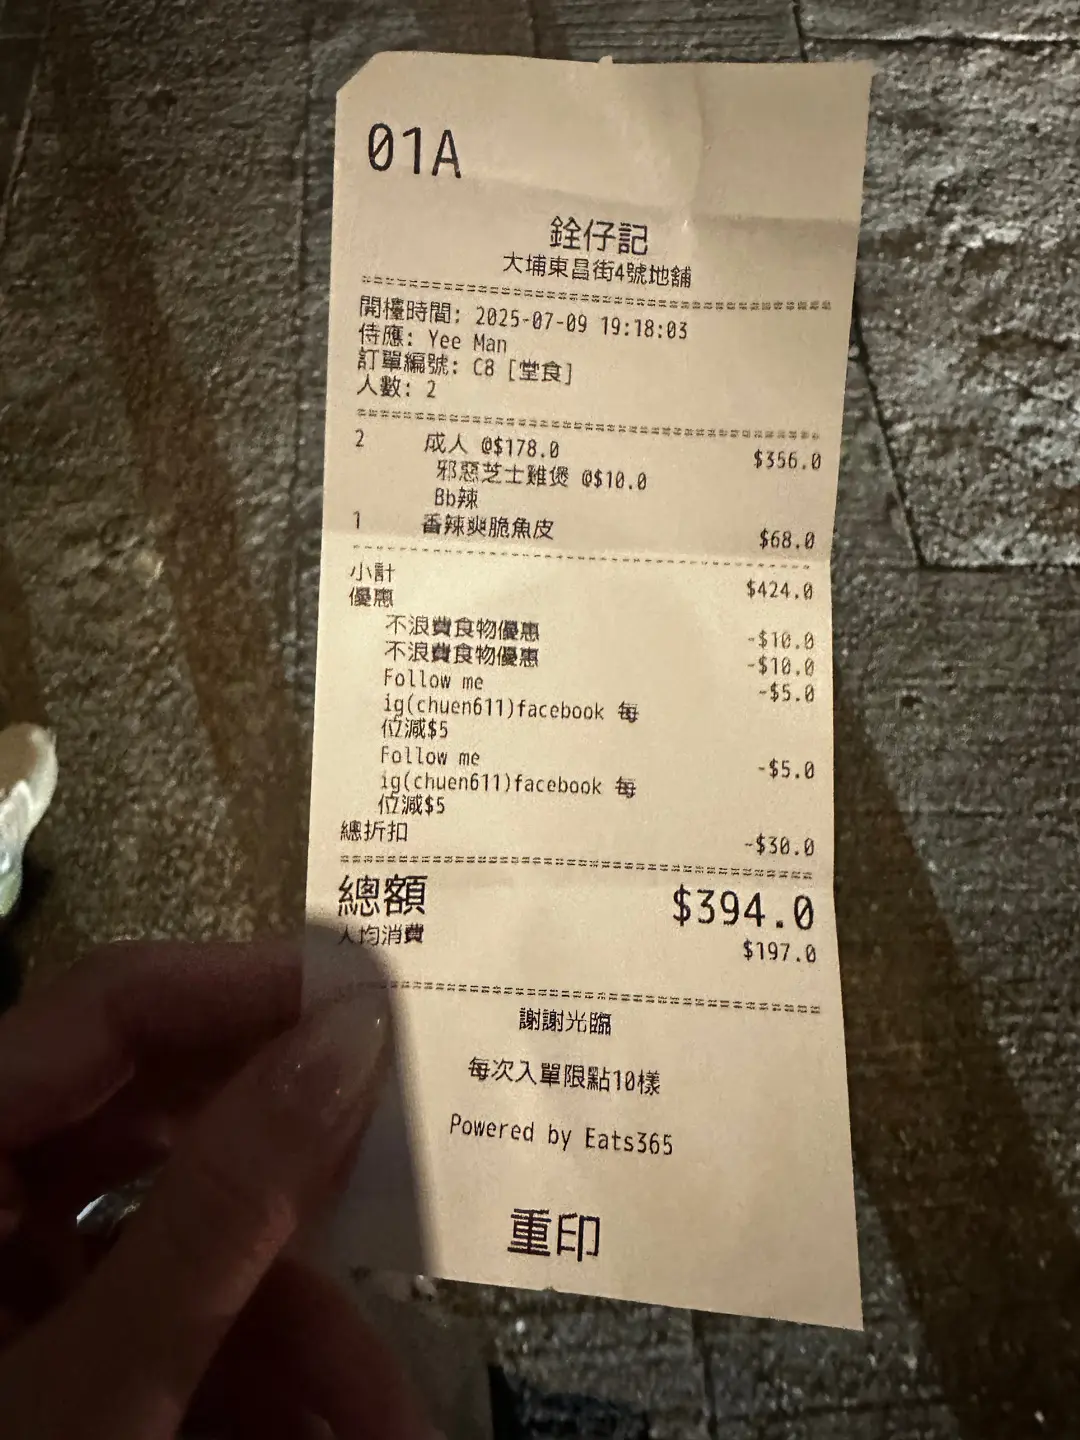 01A
銓仔記
大埔東昌街4號地舖
開檯時間: 2025-07-09 19:18:03
侍應: Yee Man
訂單編號: C8 [堂食]
人數: 2
2 成人 @$178.0 $356.0
邪惡芝士雞煲 @$10.0
Bb辣
1 香辣爽脆魚皮 $68.0
小計 $424.0
優惠
不浪費食物優惠 -$10.0
不浪費食物優惠 -$10.0
Follow me -$5.0
ig(chuen611)facebook 每
位減$5
Follow me -$5.0
ig(chuen611)facebook 每
位減$5
總折扣 -$30.0
總額 $394.0
人均消費 $197.0
謝謝光臨
每次入單限點10樣
Powered by Eats365
重印